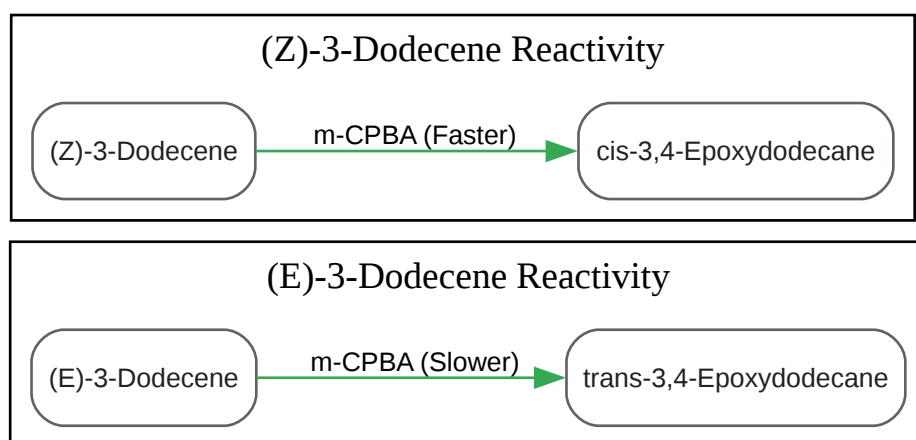 (Z)-3-Dodecene Reactivity
(Z)-3-Dodecene
m-CPBA (Faster)
cis-3,4-Epoxydodecane
(E)-3-Dodecene Reactivity
(E)-3-Dodecene
m-CPBA (Slower)
trans-3,4-Epoxydodecane